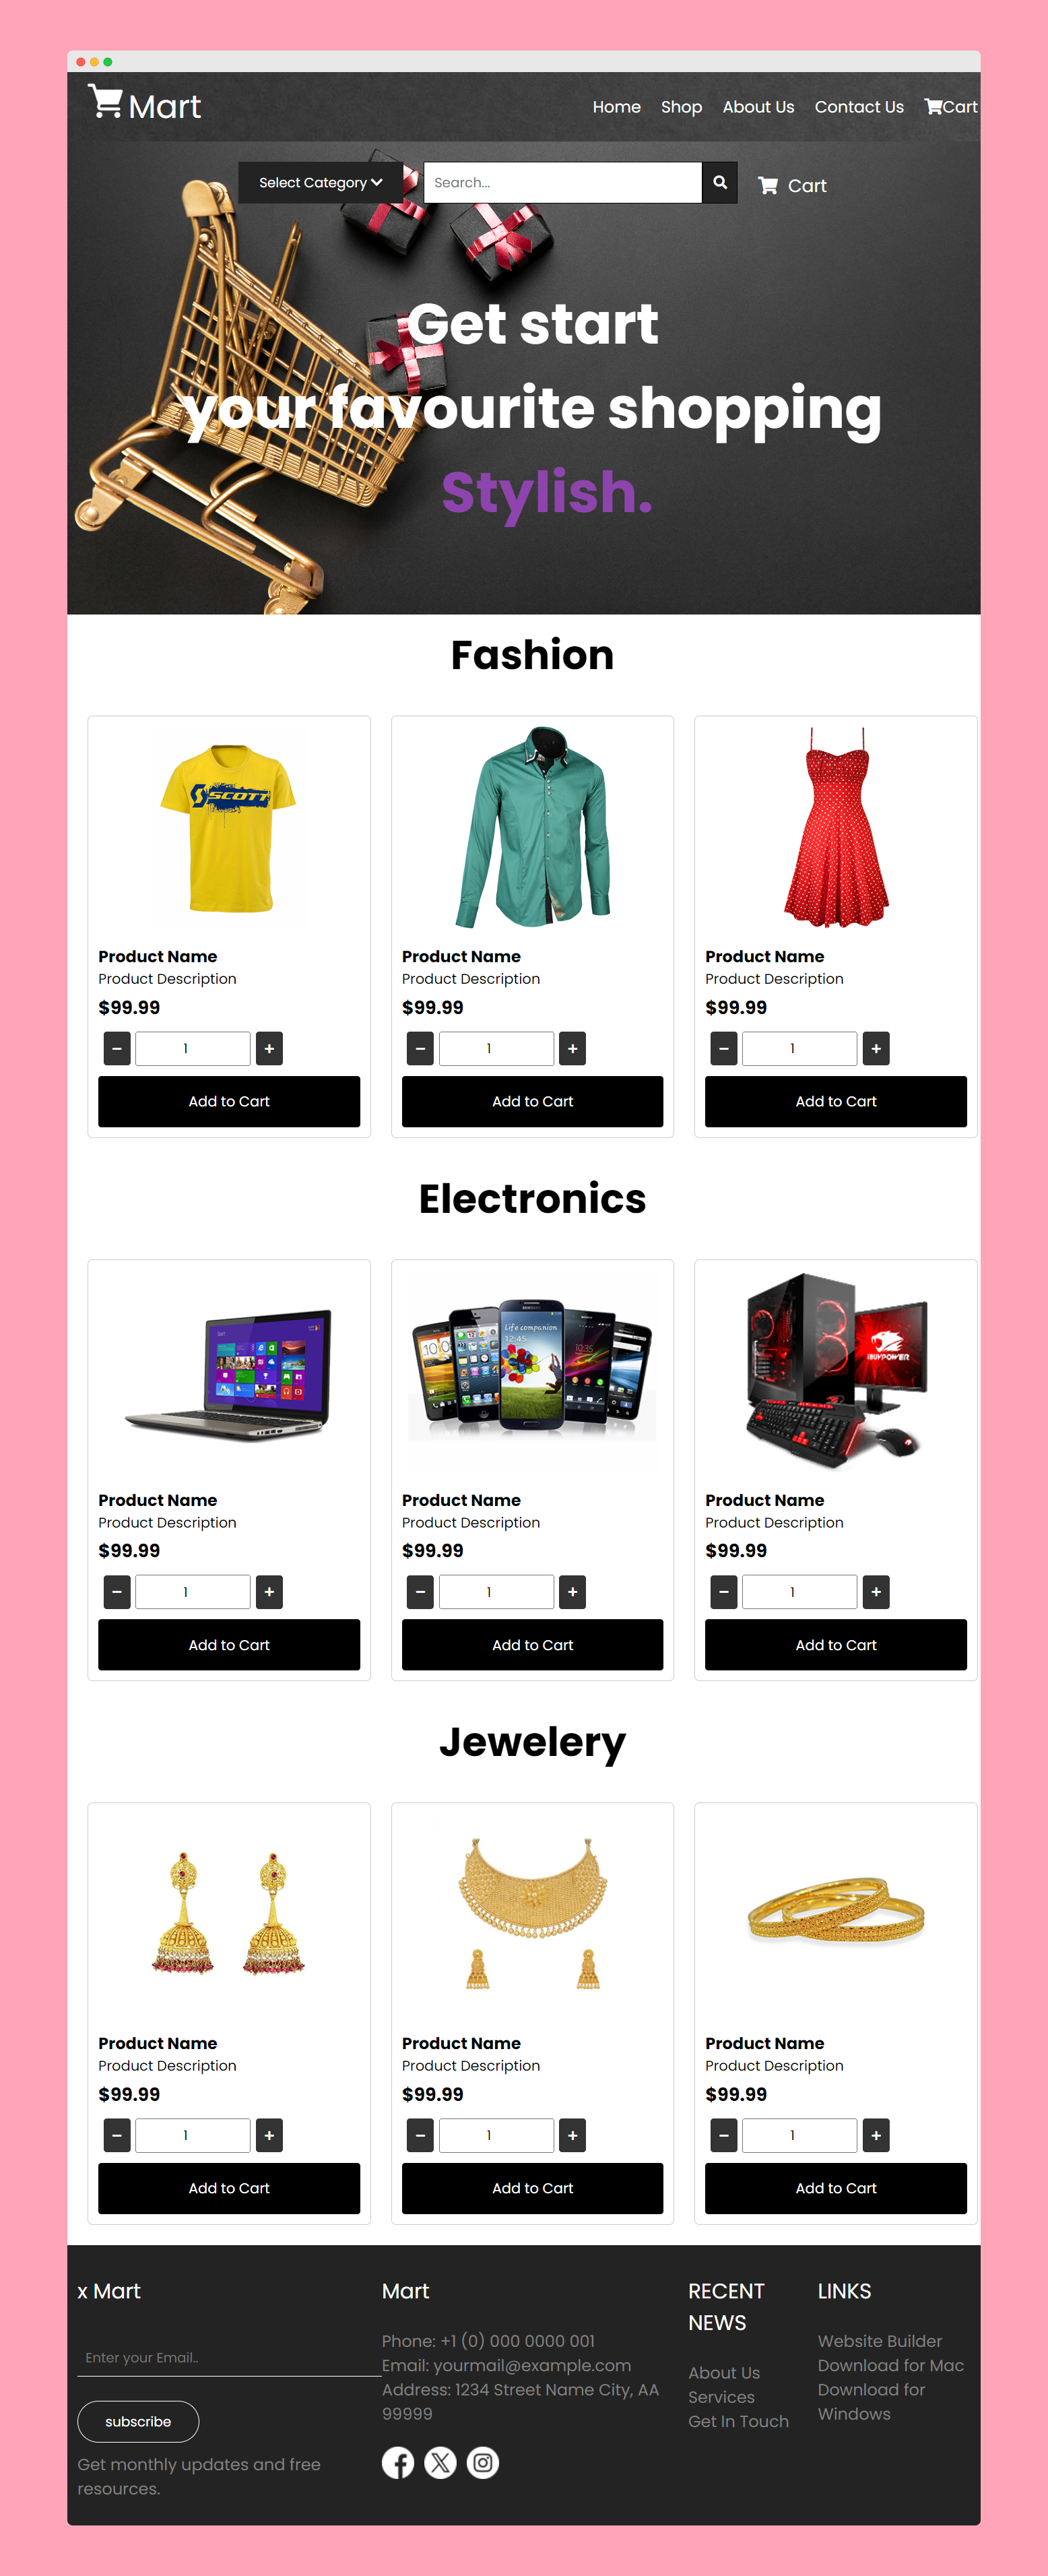 Mart
Home Shop About Us Contact Us Cart
Select Category Search... Cart
Get start
your favourite shopping
Stylish.
Fashion
SCOTT
Product Name Product Name Product Name
Product Description Product Description Product Description
$99.99 $99.99 $99.99
− 1 + − 1 + − 1 +
Add to Cart Add to Cart Add to Cart
Electronics
Life companion
12:45
10:35
iBUYPOWER
Product Name Product Name Product Name
Product Description Product Description Product Description
$99.99 $99.99 $99.99
− 1 + − 1 + − 1 +
Add to Cart Add to Cart Add to Cart
Jewelery
Product Name Product Name Product Name
Product Description Product Description Product Description
$99.99 $99.99 $99.99
− 1 + − 1 + − 1 +
Add to Cart Add to Cart Add to Cart
x Mart
Enter your Email..
subscribe
Get monthly updates and free
resources.
Mart
Phone: +1 (0) 000 0000 001
Email: yourmail@example.com
Address: 1234 Street Name City, AA
99999
RECENT
NEWS
About Us
Services
Get In Touch
LINKS
Website Builder
Download for Mac
Download for
Windows